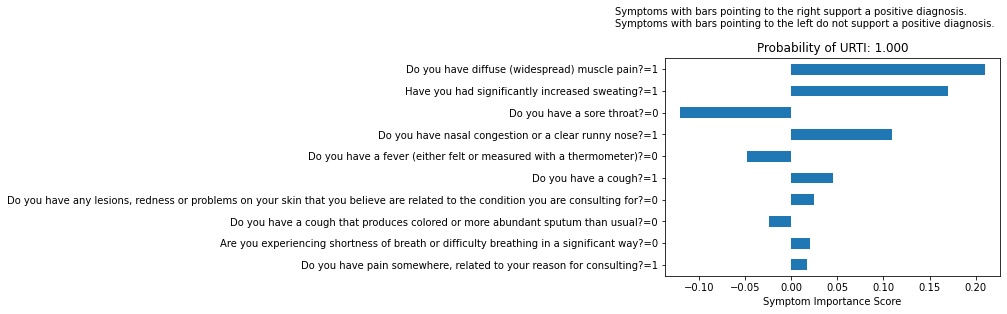 Symptoms with bars pointing to the right support a positive diagnosis.
Symptoms with bars pointing to the left do not support a positive diagnosis.
Probability of URTI: 1.000
Do you have diffuse (widespread) muscle pain?=1
Have you had significantly increased sweating?=1
Do you have a sore throat?=0
Do you have nasal congestion or a clear runny nose?=1
Do you have a fever (either felt or measured with a thermometer)?=0
Do you have a cough?=1
Do you have any lesions, redness or problems on your skin that you believe are related to the condition you are consulting for?=0
Do you have a cough that produces colored or more abundant sputum than usual?=0
Are you experiencing shortness of breath or difficulty breathing in a significant way?=0
Do you have pain somewhere, related to your reason for consulting?=1
−0.10 −0.05 0.00 0.05 0.10 0.15 0.20
Symptom Importance Score